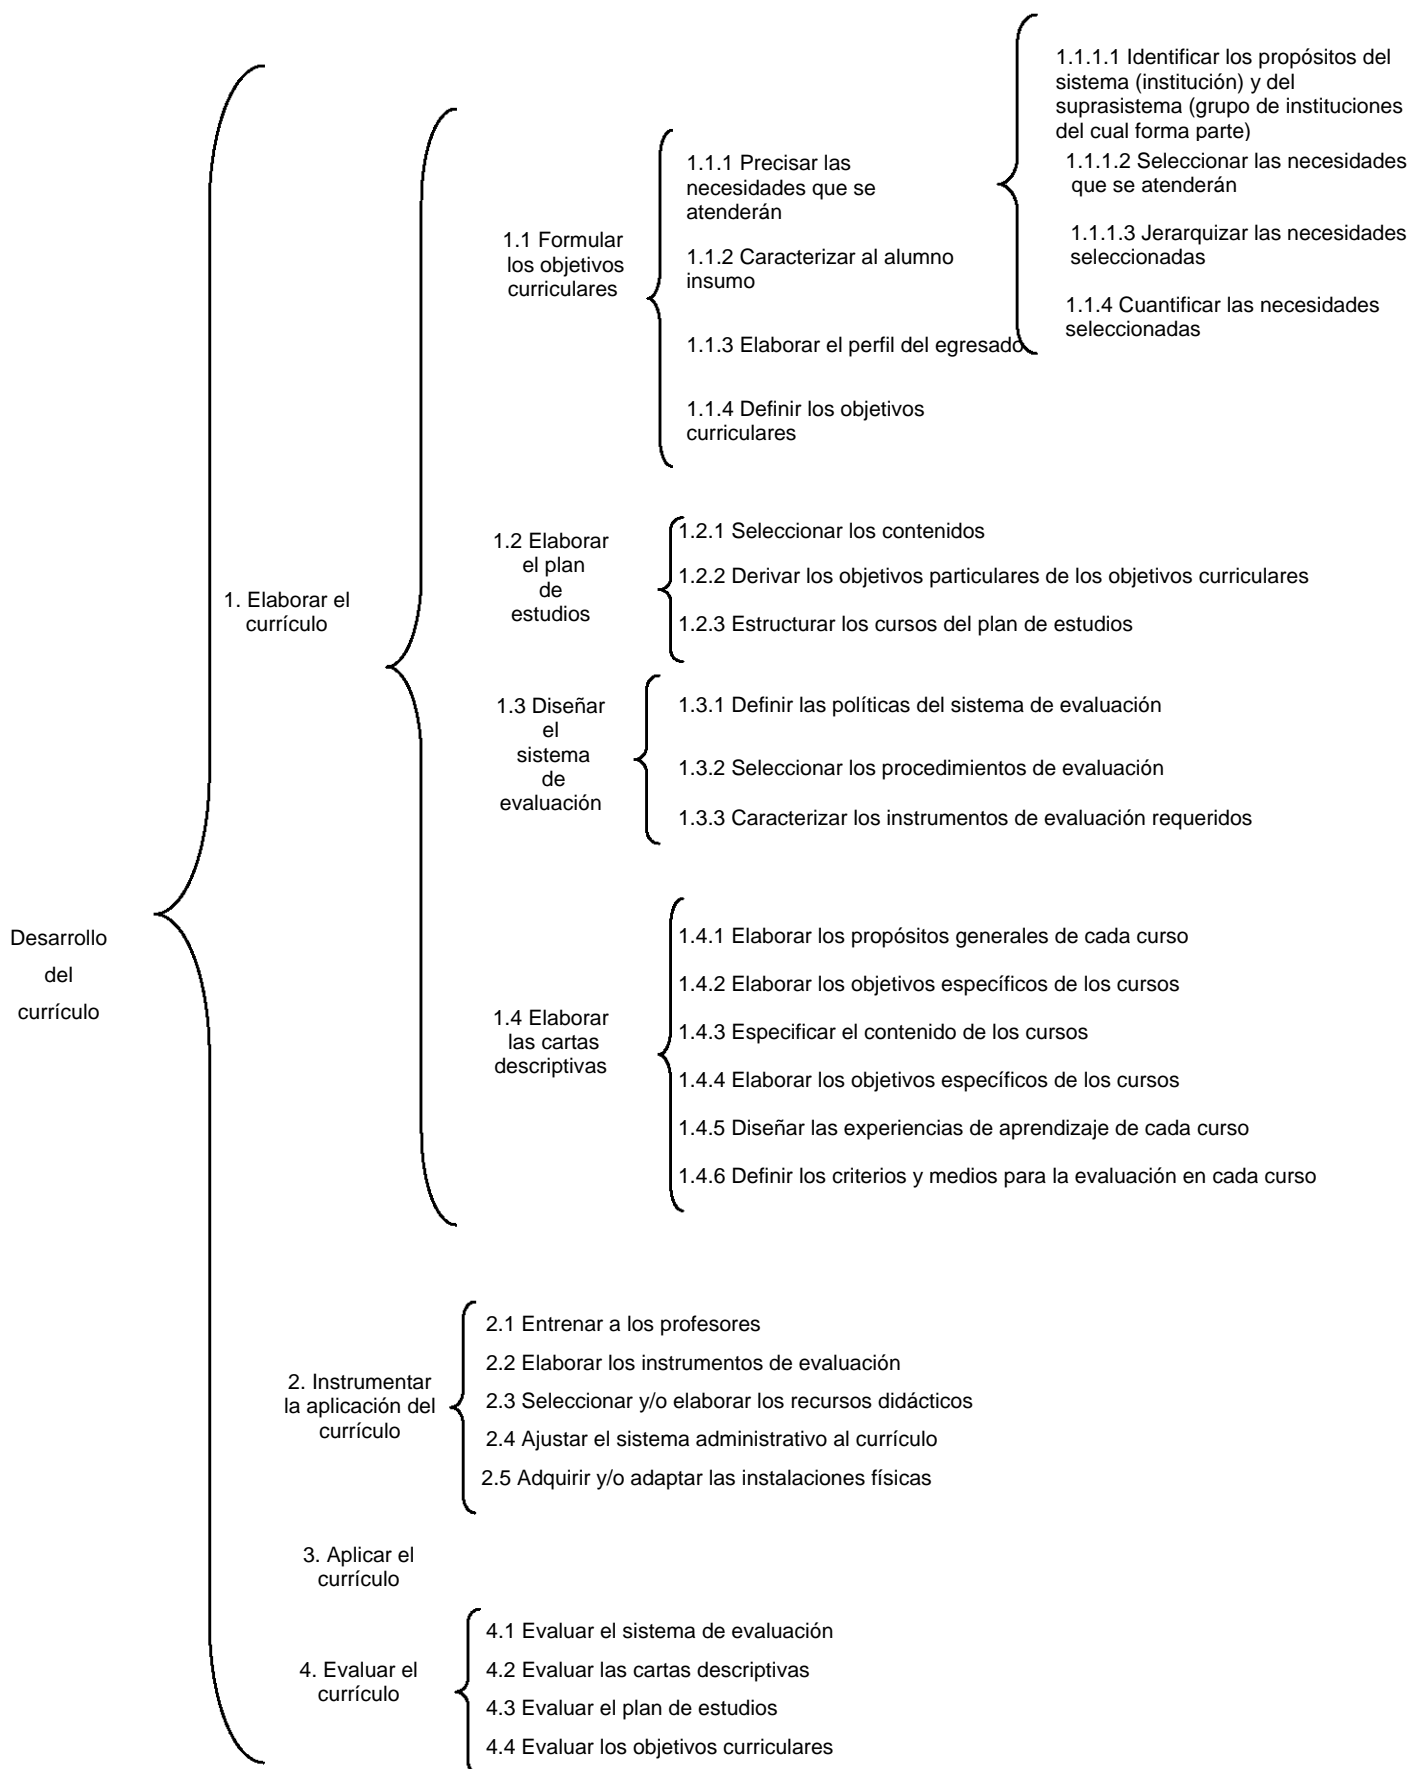 Desarrollo
del
currículo
1. Elaborar el
currículo
1.1 Formular
los objetivos
curriculares
1.1.1 Precisar las
necesidades que se
atenderán
1.1.1.1 Identificar los propósitos del
sistema (institución) y del
suprasistema (grupo de instituciones
del cual forma parte)
1.1.1.2 Seleccionar las necesidades
que se atenderán
1.1.1.3 Jerarquizar las necesidades
seleccionadas
1.1.4 Cuantificar las necesidades
seleccionadas
1.1.2 Caracterizar al alumno
insumo
1.1.3 Elaborar el perfil del egresado
1.1.4 Definir los objetivos
curriculares
1.2 Elaborar
el plan
de
estudios
1.2.1 Seleccionar los contenidos
1.2.2 Derivar los objetivos particulares de los objetivos curriculares
1.2.3 Estructurar los cursos del plan de estudios
1.3 Diseñar
el
sistema
de
evaluación
1.3.1 Definir las políticas del sistema de evaluación
1.3.2 Seleccionar los procedimientos de evaluación
1.3.3 Caracterizar los instrumentos de evaluación requeridos
1.4 Elaborar
las cartas
descriptivas
1.4.1 Elaborar los propósitos generales de cada curso
1.4.2 Elaborar los objetivos específicos de los cursos
1.4.3 Especificar el contenido de los cursos
1.4.4 Elaborar los objetivos específicos de los cursos
1.4.5 Diseñar las experiencias de aprendizaje de cada curso
1.4.6 Definir los criterios y medios para la evaluación en cada curso
2. Instrumentar
la aplicación del
currículo
2.1 Entrenar a los profesores
2.2 Elaborar los instrumentos de evaluación
2.3 Seleccionar y/o elaborar los recursos didácticos
2.4 Ajustar el sistema administrativo al currículo
2.5 Adquirir y/o adaptar las instalaciones físicas
3. Aplicar el
currículo
4. Evaluar el
currículo
4.1 Evaluar el sistema de evaluación
4.2 Evaluar las cartas descriptivas
4.3 Evaluar el plan de estudios
4.4 Evaluar los objetivos curriculares